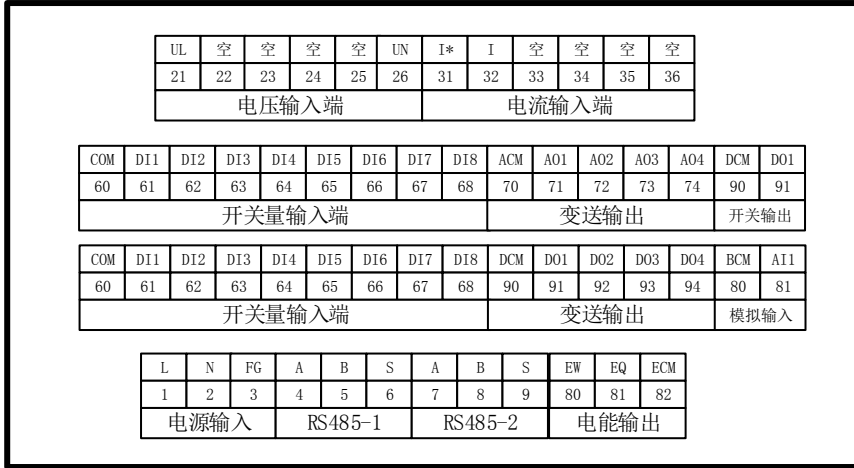 UL 空 空 空 空 UN I* I 空 空 空 空
21 22 23 24 25 26 31 32 33 34 35 36
电压输入端 电流输入端
COM DI1 DI2 DI3 DI4 DI5 DI6 DI7 DI8 ACM AO1 AO2 AO3 AO4 DCM DO1
60 61 62 63 64 65 66 67 68 70 71 72 73 74 90 91
开关量输入端 变送输出 开关输出
COM DI1 DI2 DI3 DI4 DI5 DI6 DI7 DI8 DCM DO1 DO2 DO3 DO4 BCM AI1
60 61 62 63 64 65 66 67 68 90 91 92 93 94 80 81
开关量输入端 变送输出 模拟输入
L N FG A B S A B S EW EQ ECM
1 2 3 4 5 6 7 8 9 80 81 82
电源输入 RS485-1 RS485-2 电能输出